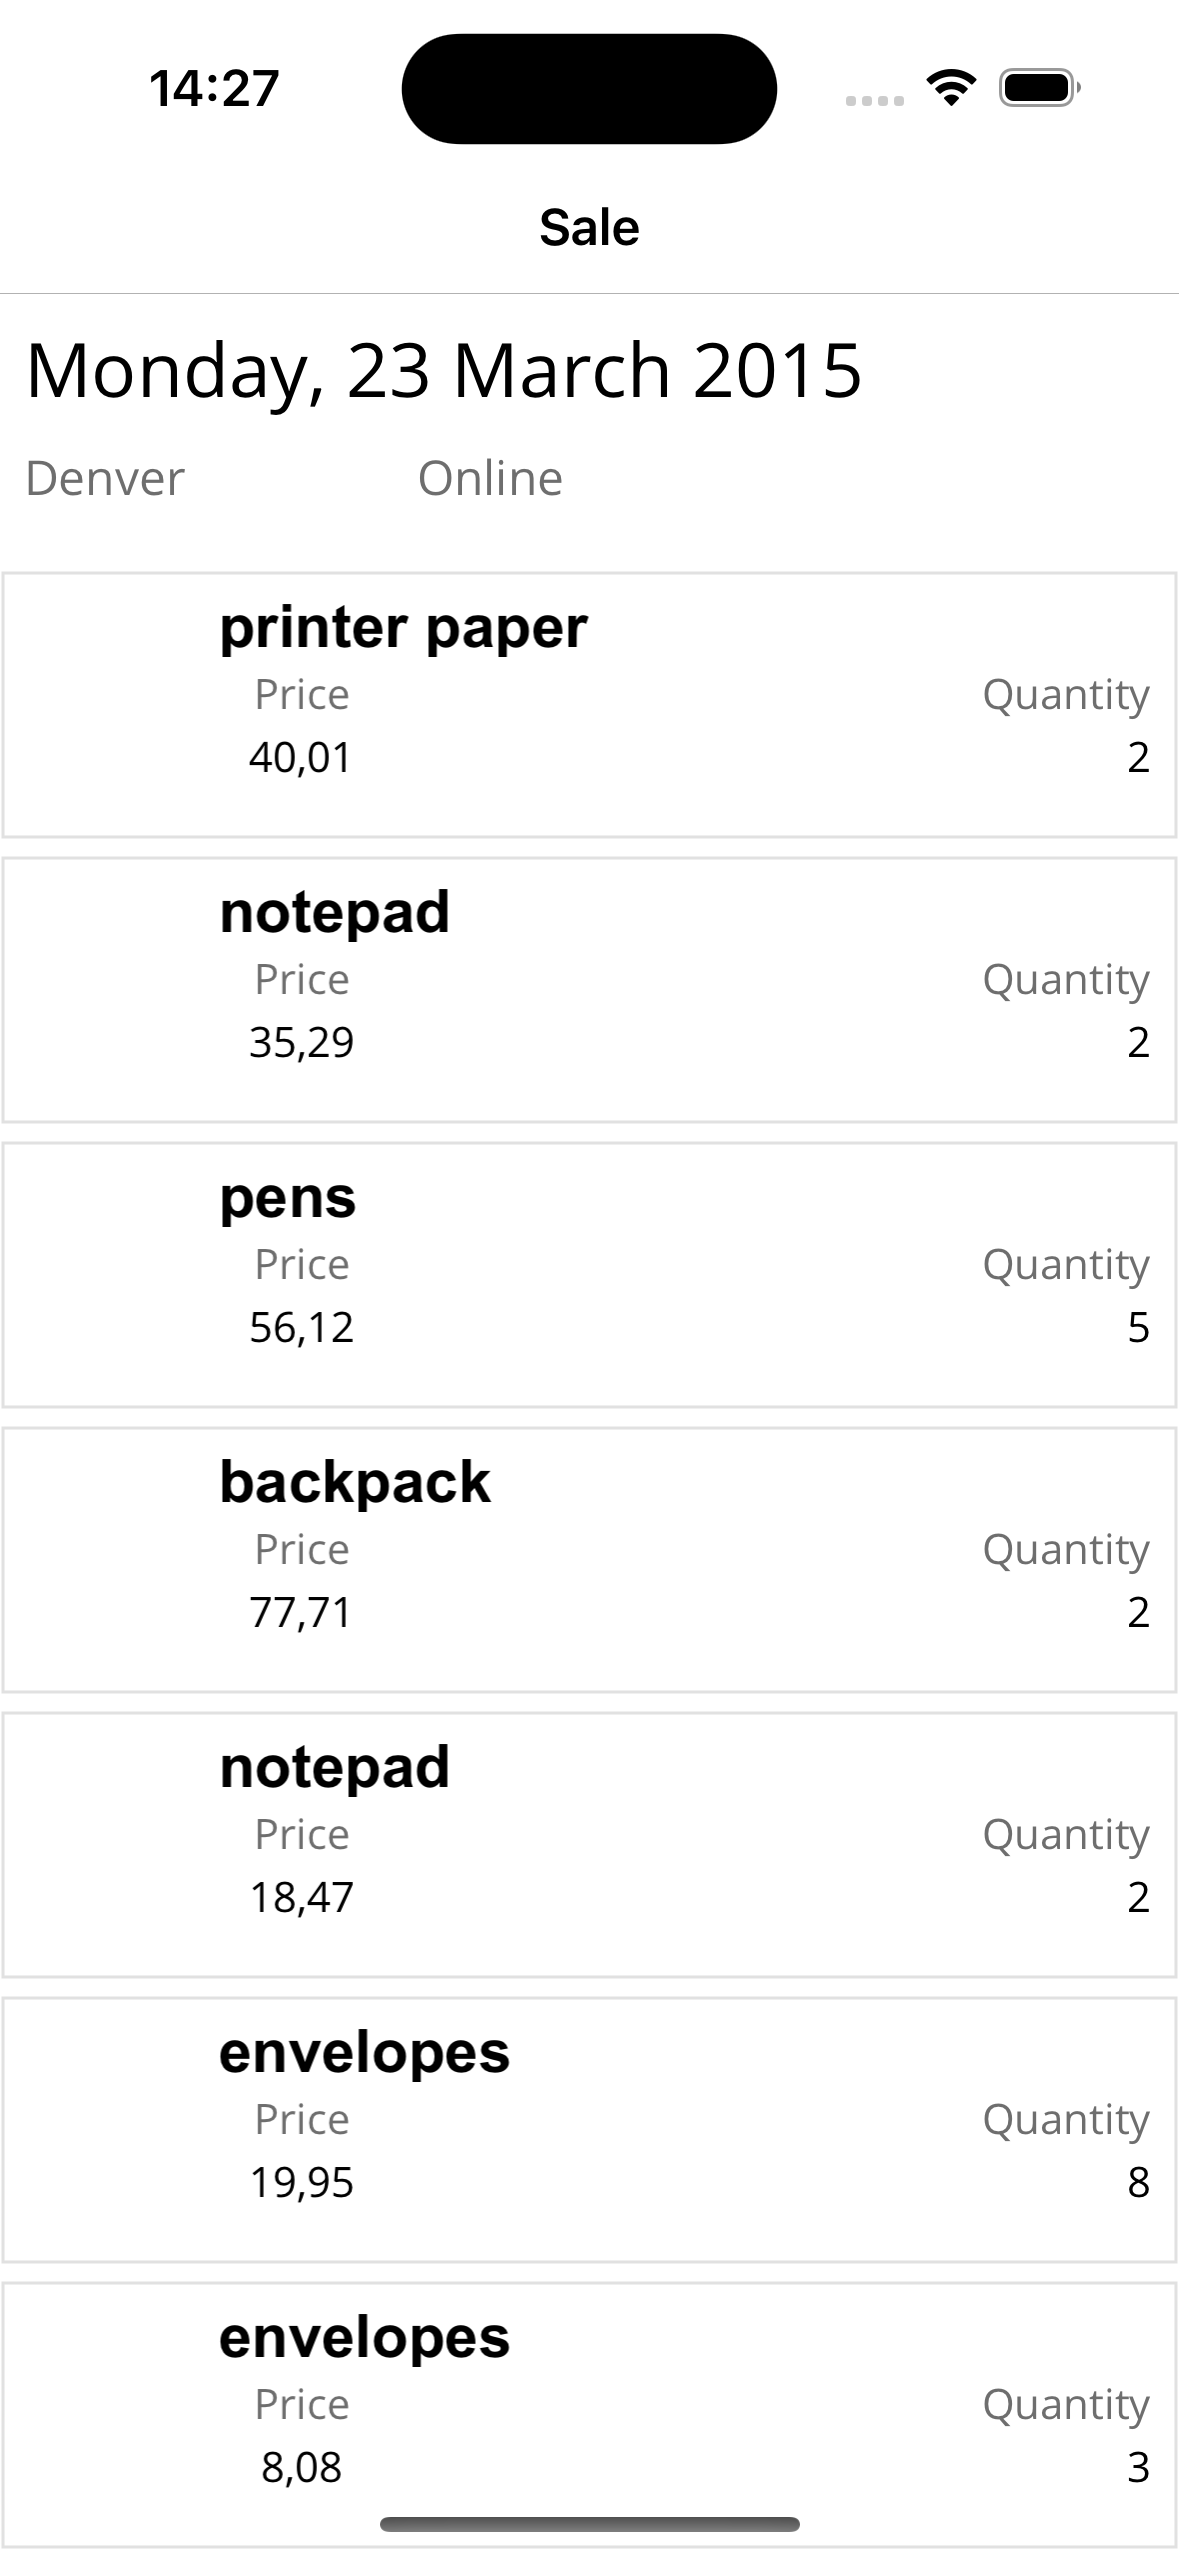 14:27
Sale
Monday, 23 March 2015
Denver Online
printer paper
Price Quantity
40,01 2
notepad
Price Quantity
35,29 2
pens
Price Quantity
56,12 5
backpack
Price Quantity
77,71 2
notepad
Price Quantity
18,47 2
envelopes
Price Quantity
19,95 8
envelopes
Price Quantity
8,08 3